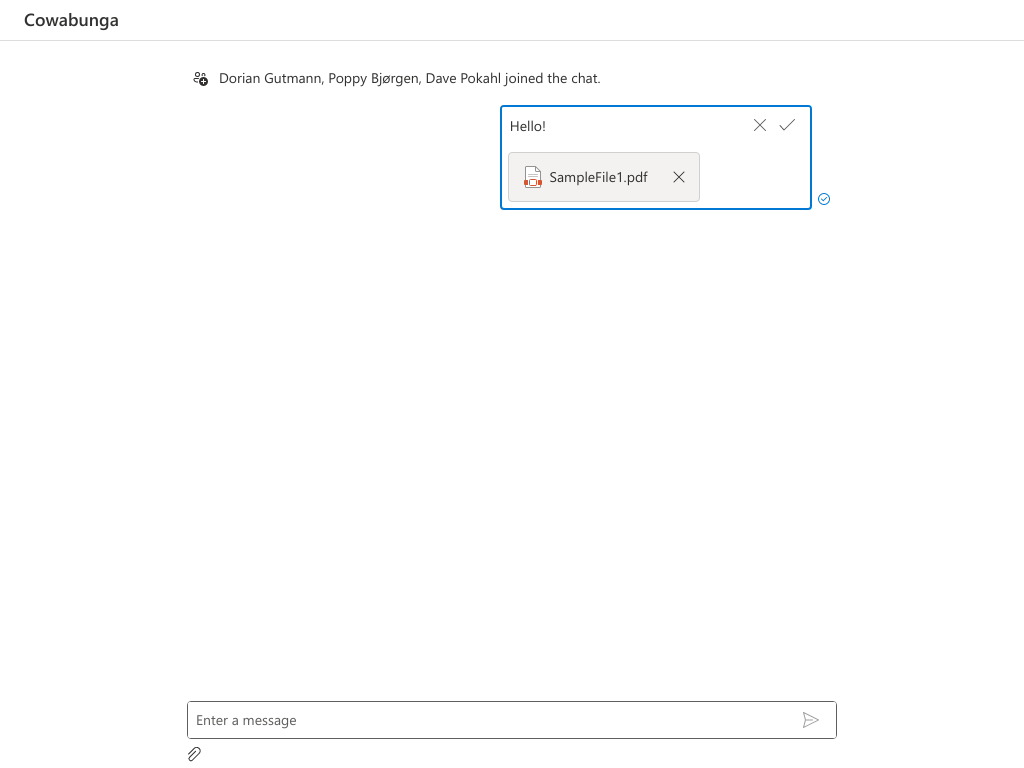 Cowabunga
Dorian Gutmann, Poppy Bjørgen, Dave Pokahl joined the chat.
Hello!
SampleFile1.pdf
Enter a message